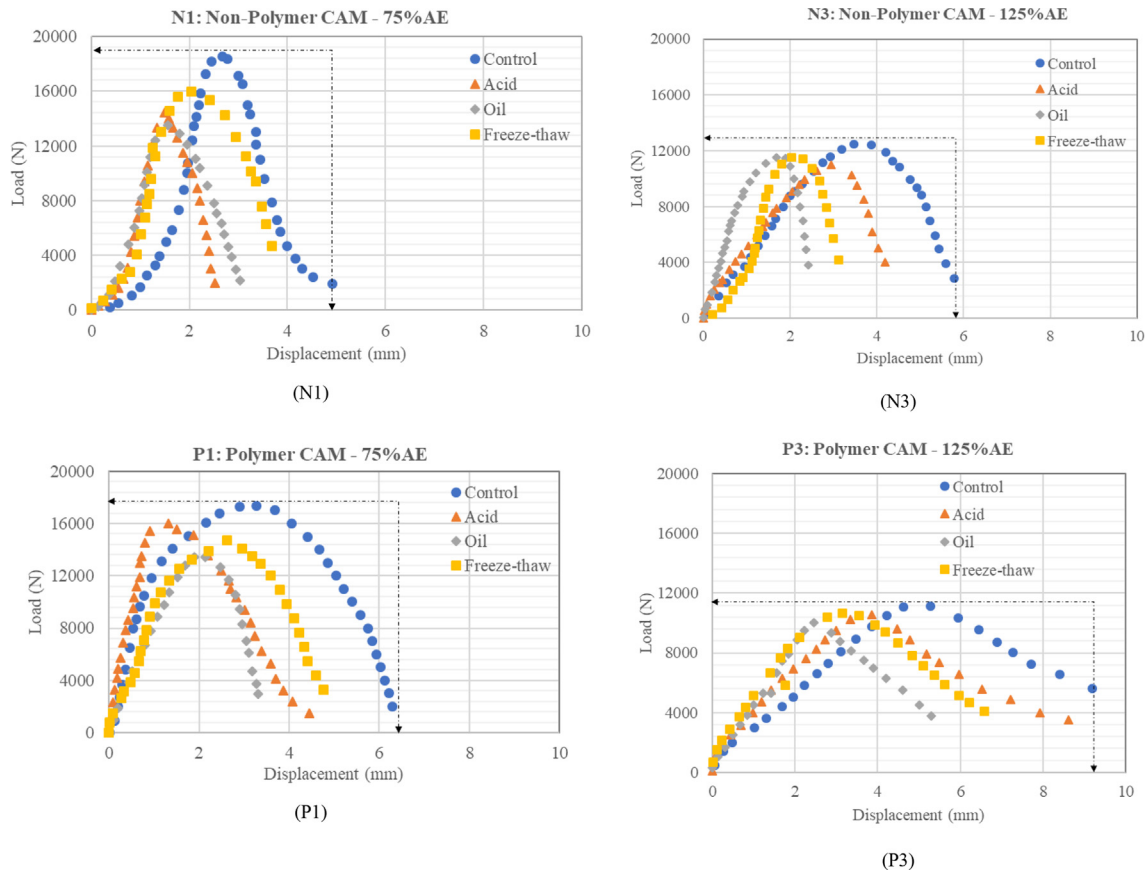 N1: Non-Polymer CAM - 75%AE
20000
16000
12000
8000
4000
0
Load (N)
Control
Acid
Oil
Freeze-thaw
0 2 4 6 8 10
Displacement (mm)
(N1)
N3: Non-Polymer CAM - 125%AE
20000
16000
12000
8000
4000
0
Load (N)
Control
Acid
Oil
Freeze-thaw
0 2 4 6 8 10
Displacement (mm)
(N3)
P1: Polymer CAM - 75%AE
20000
16000
12000
8000
4000
0
Load (N)
Control
Acid
Oil
Freeze-thaw
0 2 4 6 8 10
Displacement (mm)
(P1)
P3: Polymer CAM - 125%AE
20000
16000
12000
8000
4000
0
Load (N)
Control
Acid
Oil
Freeze-thaw
0 2 4 6 8 10
Displacement (mm)
(P3)